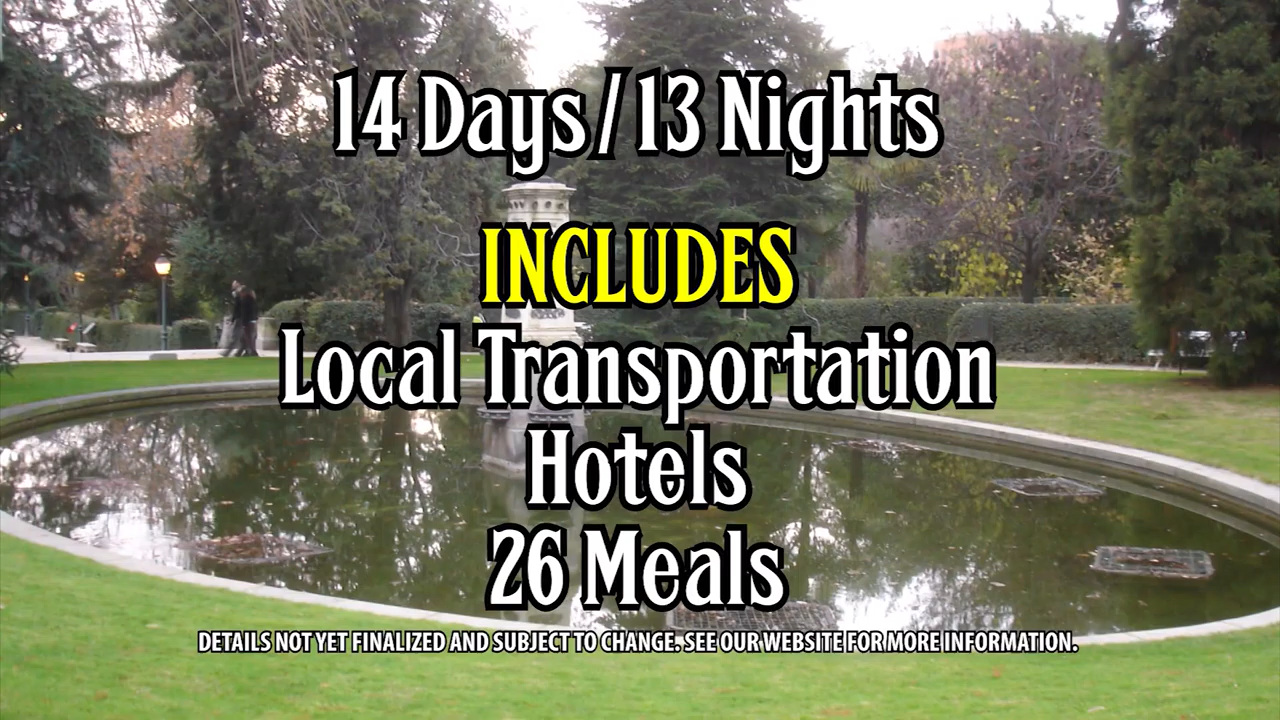 14 Days / 13 Nights
INCLUDES
Local Transportation
Hotels
26 Meals
DETAILS NOT YET FINALIZED AND SUBJECT TO CHANGE. SEE OUR WEBSITE FOR MORE INFORMATION.